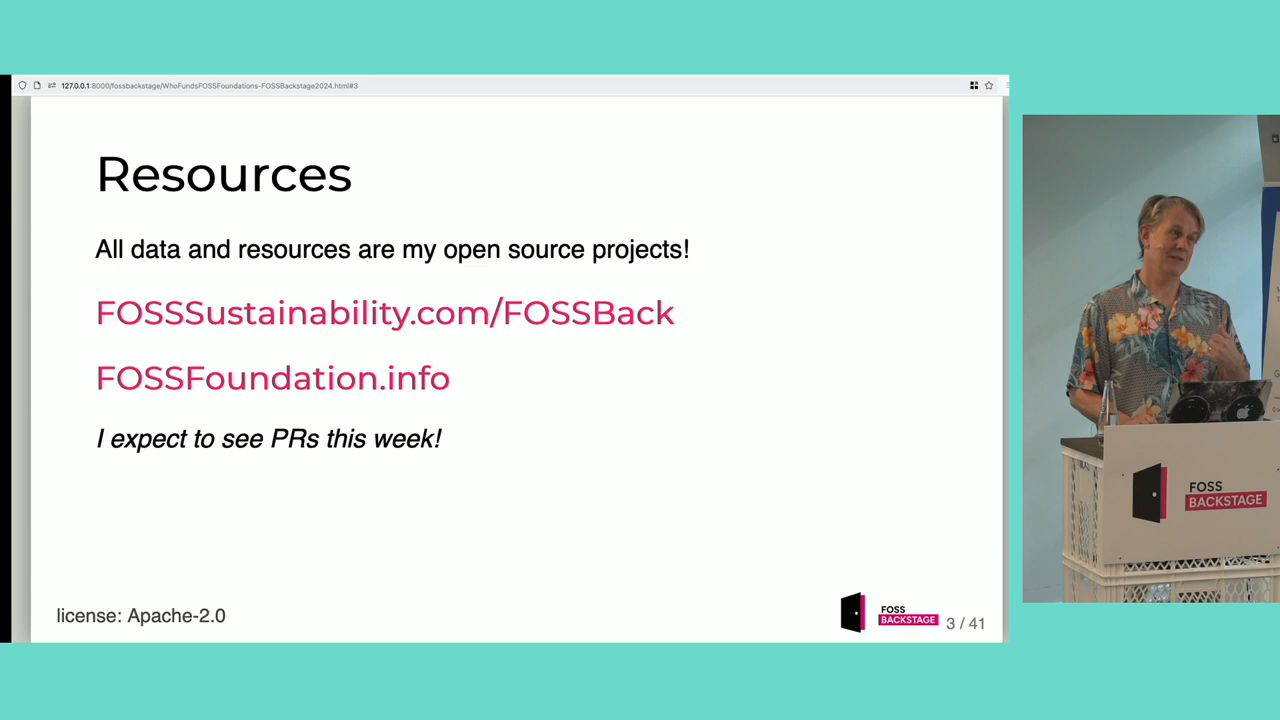 127.0.0.1:8000/fossbackstage/WhoFundsFOSSFoundations-FOSSBackstage2024.html#3
Resources
All data and resources are my open source projects!
FOSSSustainability.com/FOSSBack
FOSSFoundation.info
I expect to see PRs this week!
license: Apache-2.0
FOSS
BACKSTAGE
3 / 41
FOSS
BACKSTAGE